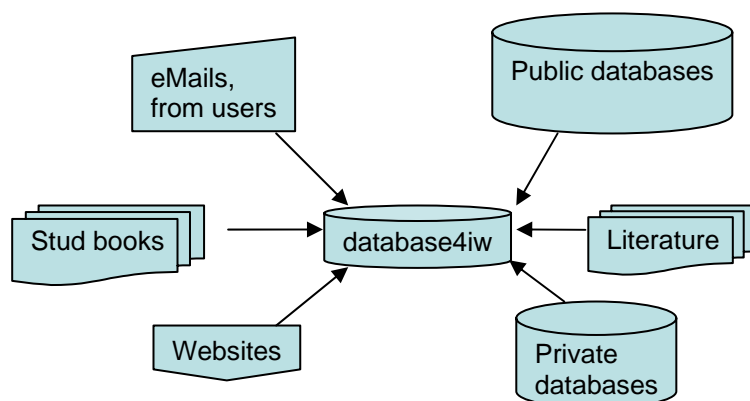 eMails,
from users
Public databases
Stud books
database4iw
Literature
Websites
Private
databases